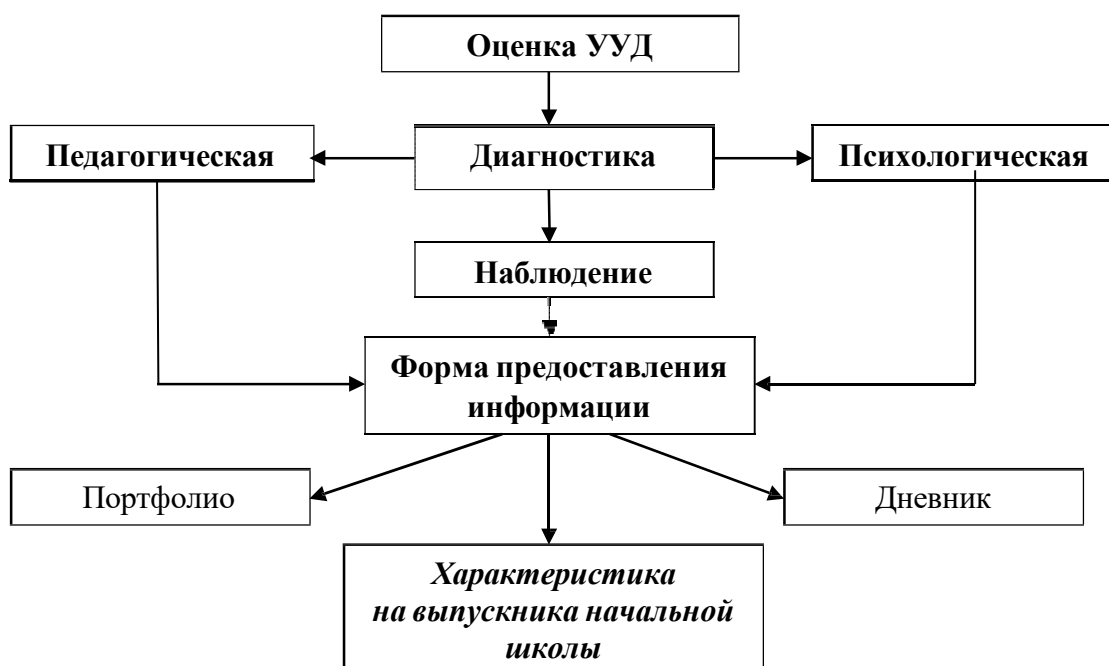 Оценка УУД
Педагогическая
Диагностика
Психологическая
Наблюдение
Форма предоставления
информации
Портфолио
Дневник
Характеристика
на выпускника начальной
школы